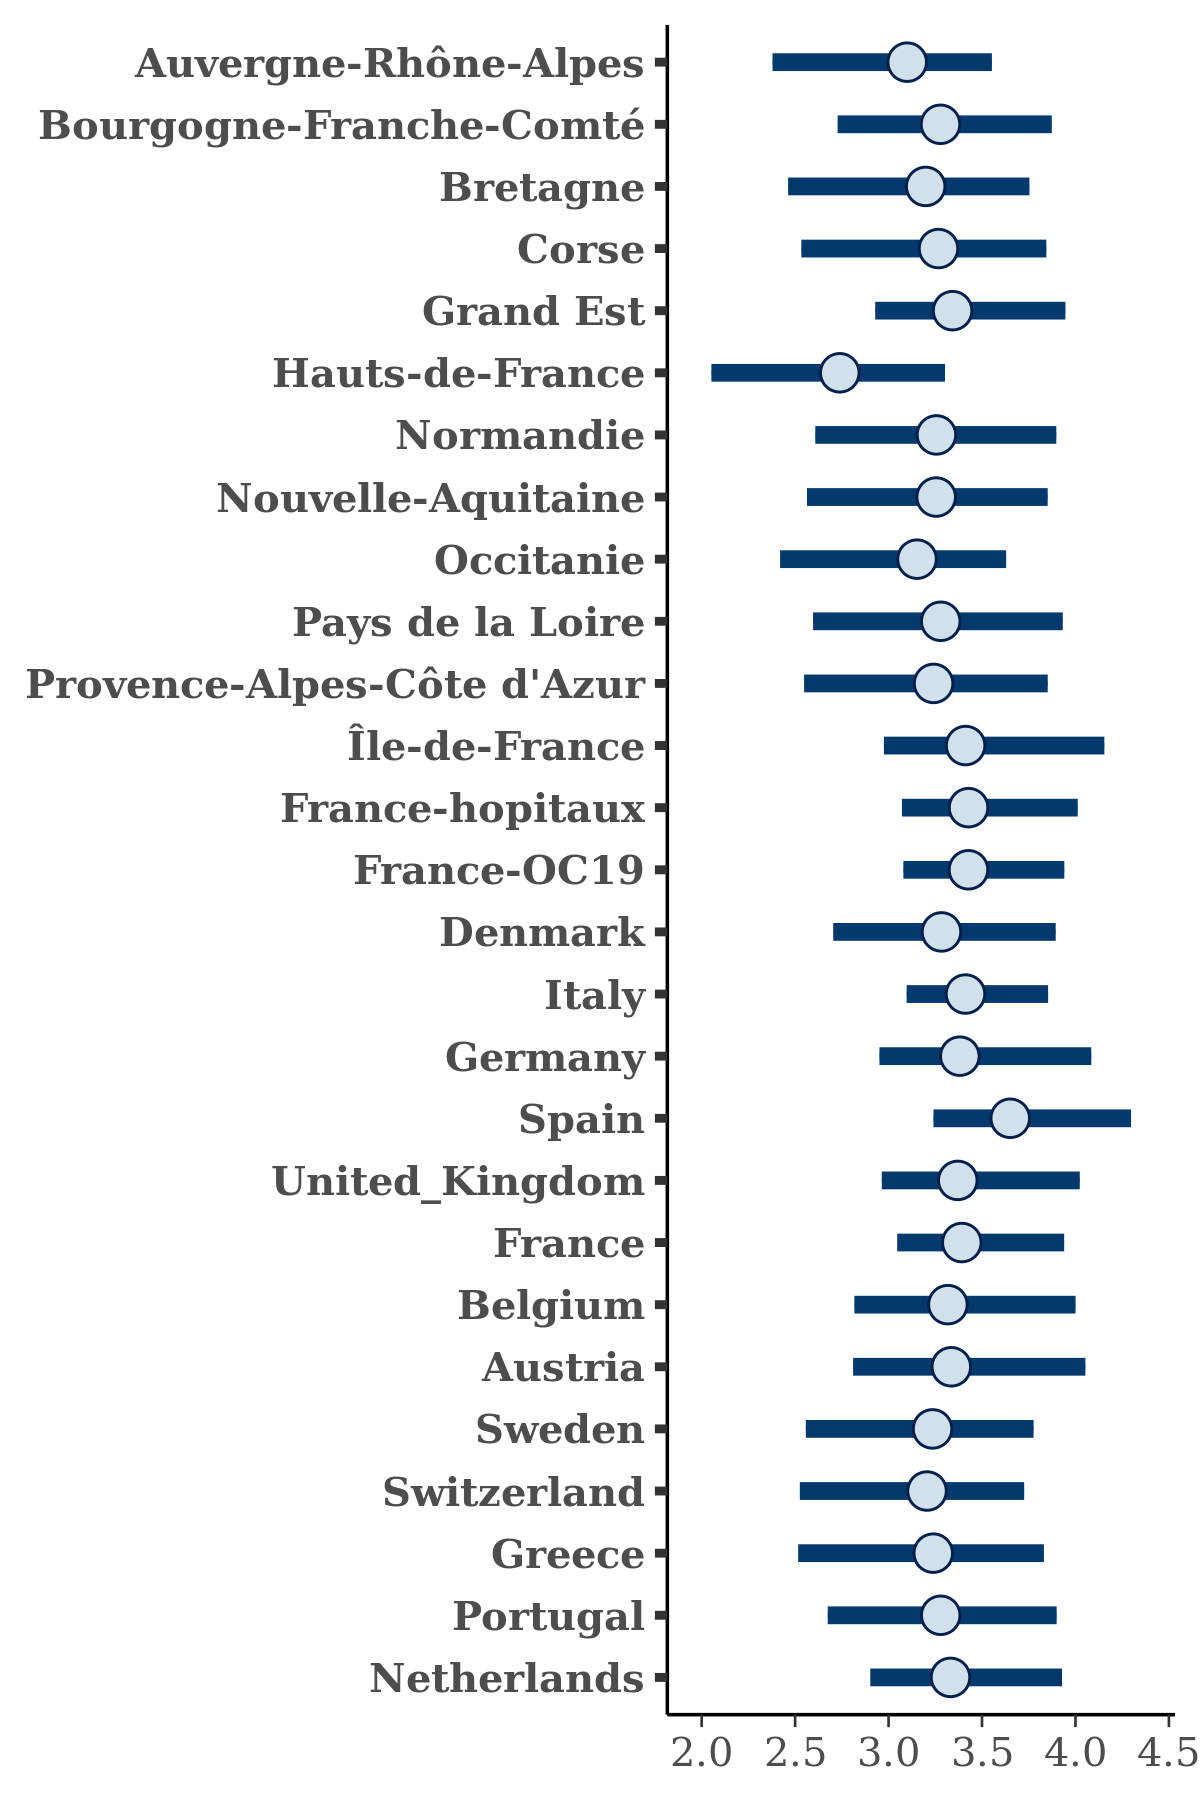 Auvergne-Rhône-Alpes
Bourgogne-Franche-Comté
Bretagne
Corse
Grand Est
Hauts-de-France
Normandie
Nouvelle-Aquitaine
Occitanie
Pays de la Loire
Provence-Alpes-Côte d'Azur
Île-de-France
France-hopitaux
France-OC19
Denmark
Italy
Germany
Spain
United_Kingdom
France
Belgium
Austria
Sweden
Switzerland
Greece
Portugal
Netherlands
2.0 2.5 3.0 3.5 4.0 4.5